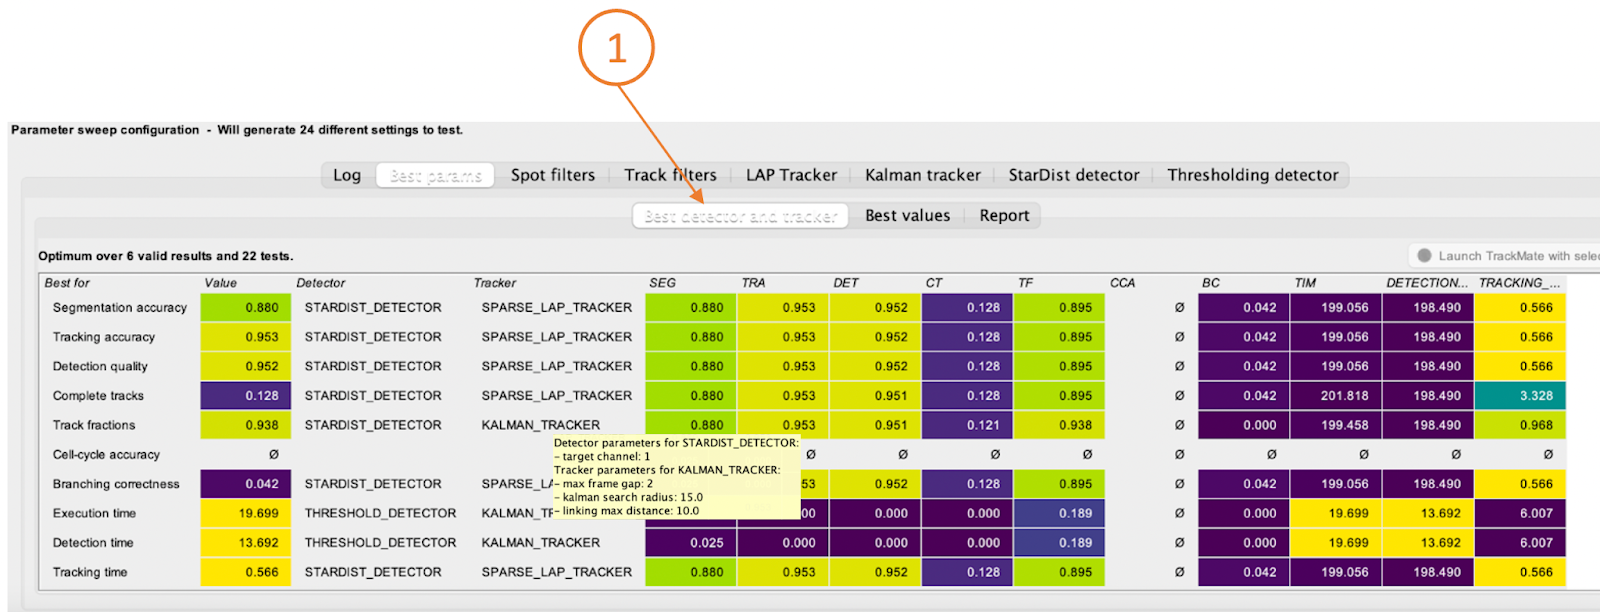 1
Parameter sweep configuration - Will generate 24 different settings to test.
Log Best params Spot filters Track filters LAP Tracker Kalman tracker StarDist detector Thresholding detector
Best detector and tracker Best values Report
Optimum over 6 valid results and 22 tests. Launch TrackMate with selec
Best for Value Detector Tracker SEG TRA DET CT TF CCA BC TIM DETECTION... TRACKING_...
Segmentation accuracy 0.880 STARDIST_DETECTOR SPARSE_LAP_TRACKER 0.880 0.953 0.952 0.128 0.895 Ø 0.042 199.056 198.490 0.566
Tracking accuracy 0.953 STARDIST_DETECTOR SPARSE_LAP_TRACKER 0.880 0.953 0.952 0.128 0.895 Ø 0.042 199.056 198.490 0.566
Detection quality 0.952 STARDIST_DETECTOR SPARSE_LAP_TRACKER 0.880 0.953 0.952 0.128 0.895 Ø 0.042 199.056 198.490 0.566
Complete tracks 0.128 STARDIST_DETECTOR SPARSE_LAP_TRACKER 0.880 0.953 0.951 0.128 0.895 Ø 0.042 201.818 198.490 3.328
Track fractions 0.938 STARDIST_DETECTOR KALMAN_TRACKER 0.880 0.953 0.951 0.121 0.938 Ø 0.000 199.458 198.490 0.968
Detector parameters for STARDIST_DETECTOR:
- target channel: 1
Tracker parameters for KALMAN_TRACKER:
- max frame gap: 2
- kalman search radius: 15.0
- linking max distance: 10.0
Cell-cycle accuracy Ø Ø Ø Ø Ø Ø Ø Ø Ø Ø
Branching correctness 0.042 STARDIST_DETECTOR SPARSE_LA 0.952 0.128 0.895 Ø 0.042 199.056 198.490 0.566
Execution time 19.699 THRESHOLD_DETECTOR KALMAN_T 00 0.000 0.000 0.189 Ø 0.000 19.699 13.692 6.007
Detection time 13.692 THRESHOLD_DETECTOR KALMAN_TRACKER 0.025 0.000 0.000 0.000 0.189 Ø 0.000 19.699 13.692 6.007
Tracking time 0.566 STARDIST_DETECTOR SPARSE_LAP_TRACKER 0.880 0.953 0.952 0.128 0.895 Ø 0.042 199.056 198.490 0.566